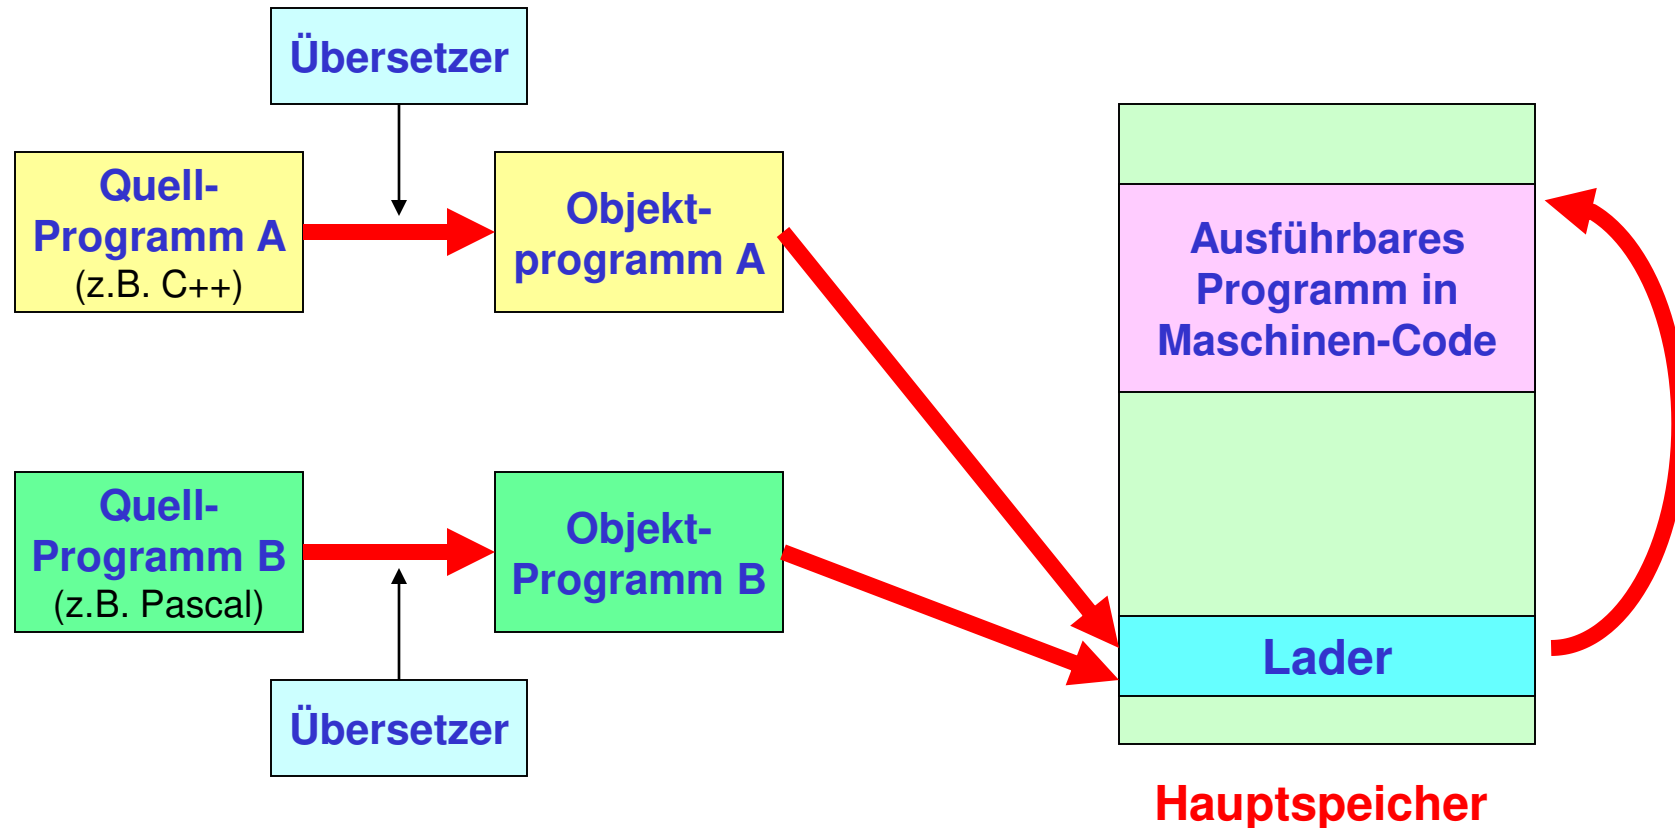 Übersetzer
Quell-
Programm A
(z.B. C++)
Objekt-
programm A
Ausführbares
Programm in
Maschinen-Code
Quell-
Programm B
(z.B. Pascal)
Objekt-
Programm B
Lader
Übersetzer
Hauptspeicher